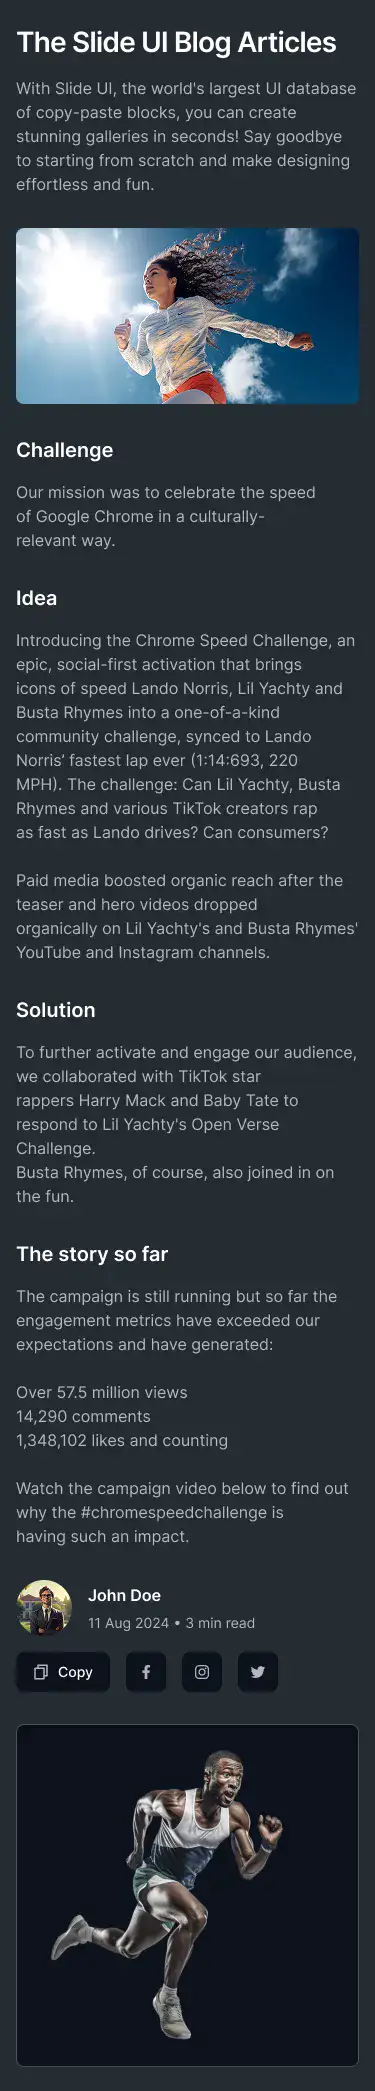 The Slide UI Blog Articles
With Slide UI, the world's largest UI database
of copy-paste blocks, you can create
stunning galleries in seconds! Say goodbye
to starting from scratch and make designing
effortless and fun.
Challenge
Our mission was to celebrate the speed
of Google Chrome in a culturally-
relevant way.
Idea
Introducing the Chrome Speed Challenge, an
epic, social-first activation that brings
icons of speed Lando Norris, Lil Yachty and
Busta Rhymes into a one-of-a-kind
community challenge, synced to Lando
Norris’ fastest lap ever (1:14:693, 220
MPH). The challenge: Can Lil Yachty, Busta
Rhymes and various TikTok creators rap
as fast as Lando drives? Can consumers?
Paid media boosted organic reach after the
teaser and hero videos dropped
organically on Lil Yachty's and Busta Rhymes'
YouTube and Instagram channels.
Solution
To further activate and engage our audience,
we collaborated with TikTok star
rappers Harry Mack and Baby Tate to
respond to Lil Yachty's Open Verse
Challenge.
Busta Rhymes, of course, also joined in on
the fun.
The story so far
The campaign is still running but so far the
engagement metrics have exceeded our
expectations and have generated:
Over 57.5 million views
14,290 comments
1,348,102 likes and counting
Watch the campaign video below to find out
why the #chromespeedchallenge is
having such an impact.
John Doe
11 Aug 2024 • 3 min read
Copy